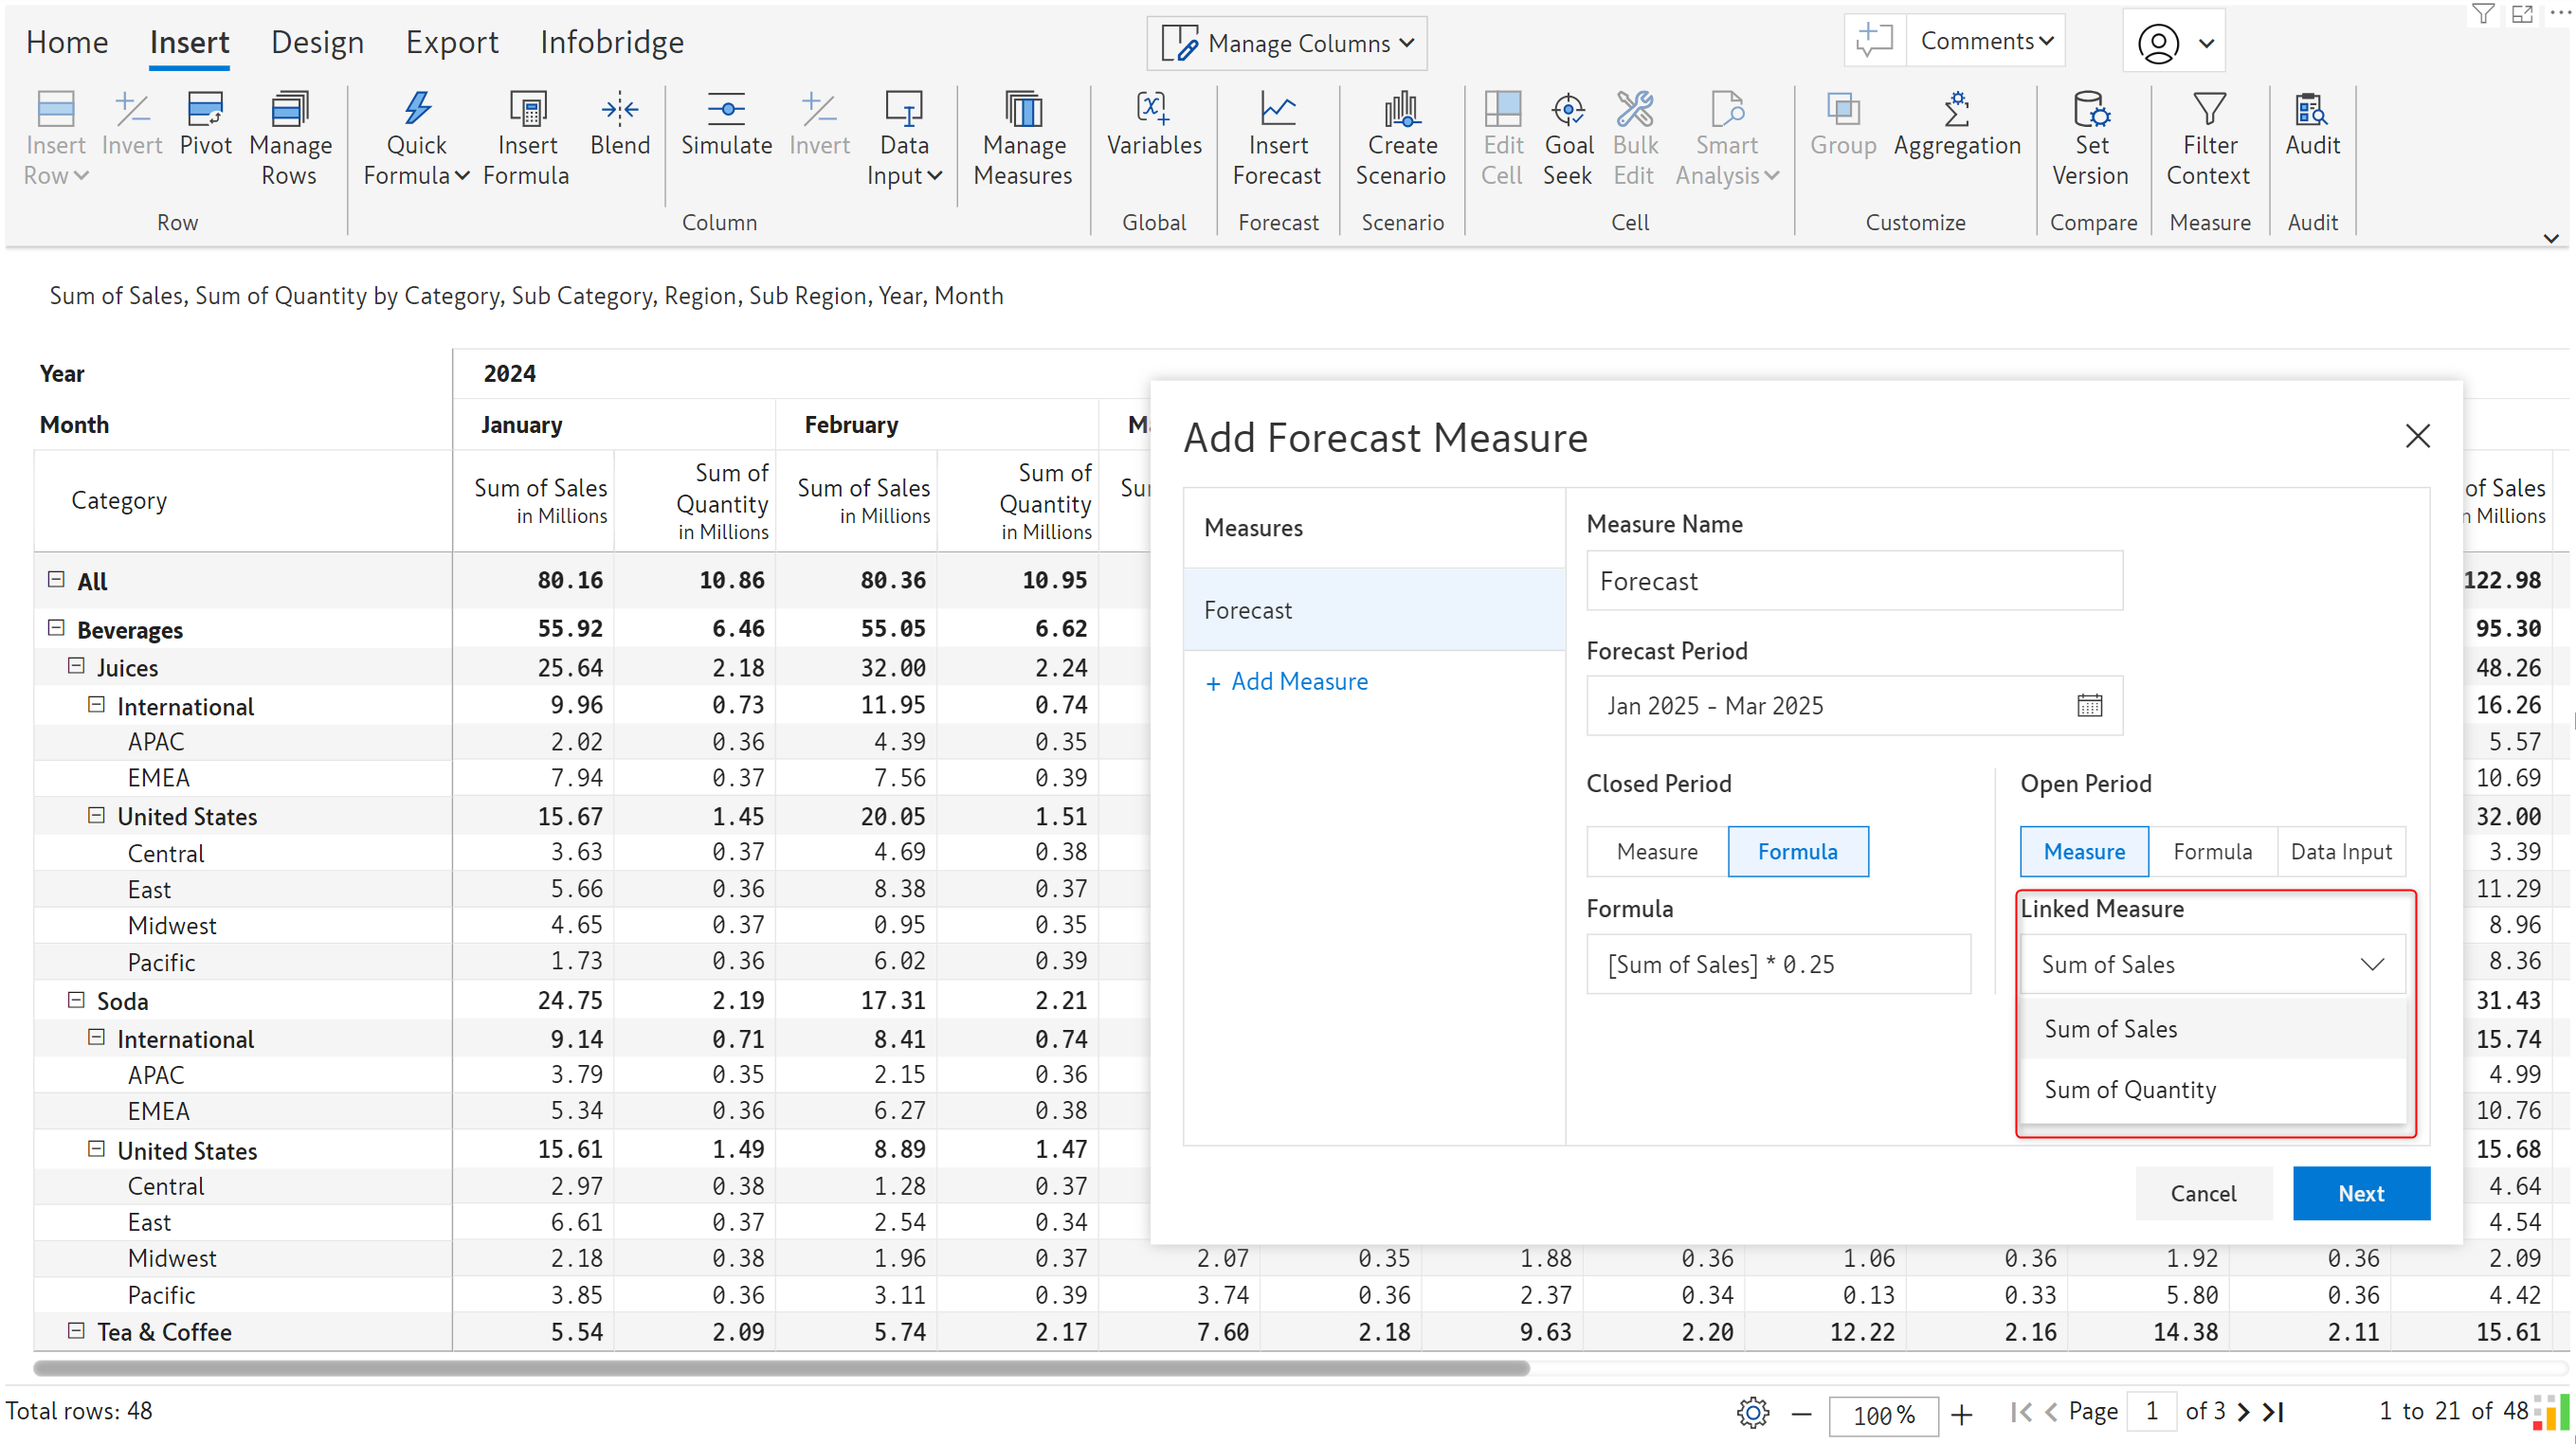 Home Insert Design Export Infobridge Manage Columns Comments
Insert Row Invert Pivot Manage Rows Quick Formula Insert Formula Blend Simulate Invert Data Input Manage Measures Variables Insert Forecast Create Scenario Edit Cell Goal Seek Bulk Edit Smart Analysis Group Aggregation Set Version Filter Context Audit
Row Column Global Forecast Scenario Cell Customize Compare Measure Audit
Sum of Sales, Sum of Quantity by Category, Sub Category, Region, Sub Region, Year, Month
Year 2024
Month January February
Category Sum of Sales in Millions Sum of Quantity in Millions Sum of Sales in Millions Sum of Quantity in Millions of Sales Millions
All 80.16 10.86 80.36 10.95 122.98
Beverages 55.92 6.46 55.05 6.62 95.30
Juices 25.64 2.18 32.00 2.24 48.26
International 9.96 0.73 11.95 0.74 16.26
APAC 2.02 0.36 4.39 0.35 5.57
EMEA 7.94 0.37 7.56 0.39 10.69
United States 15.67 1.45 20.05 1.51 32.00
Central 3.63 0.37 4.69 0.38 3.39
East 5.66 0.36 8.38 0.37 11.29
Midwest 4.65 0.37 0.95 0.35 8.96
Pacific 1.73 0.36 6.02 0.39 8.36
Soda 24.75 2.19 17.31 2.21 31.43
International 9.14 0.71 8.41 0.74 15.74
APAC 3.79 0.35 2.15 0.36 4.99
EMEA 5.34 0.36 6.27 0.38 10.76
United States 15.61 1.49 8.89 1.47 15.68
Central 2.97 0.38 1.28 0.37 4.64
East 6.61 0.37 2.54 0.34 4.54
Midwest 2.18 0.38 1.96 0.37 2.07 0.35 1.88 0.36 1.06 0.36 1.92 0.36 2.09
Pacific 3.85 0.36 3.11 0.39 3.74 0.36 2.37 0.34 0.13 0.33 5.80 0.36 4.42
Tea & Coffee 5.54 2.09 5.74 2.17 7.60 2.18 9.63 2.20 12.22 2.16 14.38 2.11 15.61
Add Forecast Measure
Measures
Forecast
+ Add Measure
Measure Name
Forecast
Forecast Period
Jan 2025 - Mar 2025
Closed Period
Measure Formula
Formula
[Sum of Sales] * 0.25
Open Period
Measure Formula Data Input
Linked Measure
Sum of Sales
Sum of Sales
Sum of Quantity
Cancel Next
Total rows: 48 100% Page 1 of 3 1 to 21 of 48